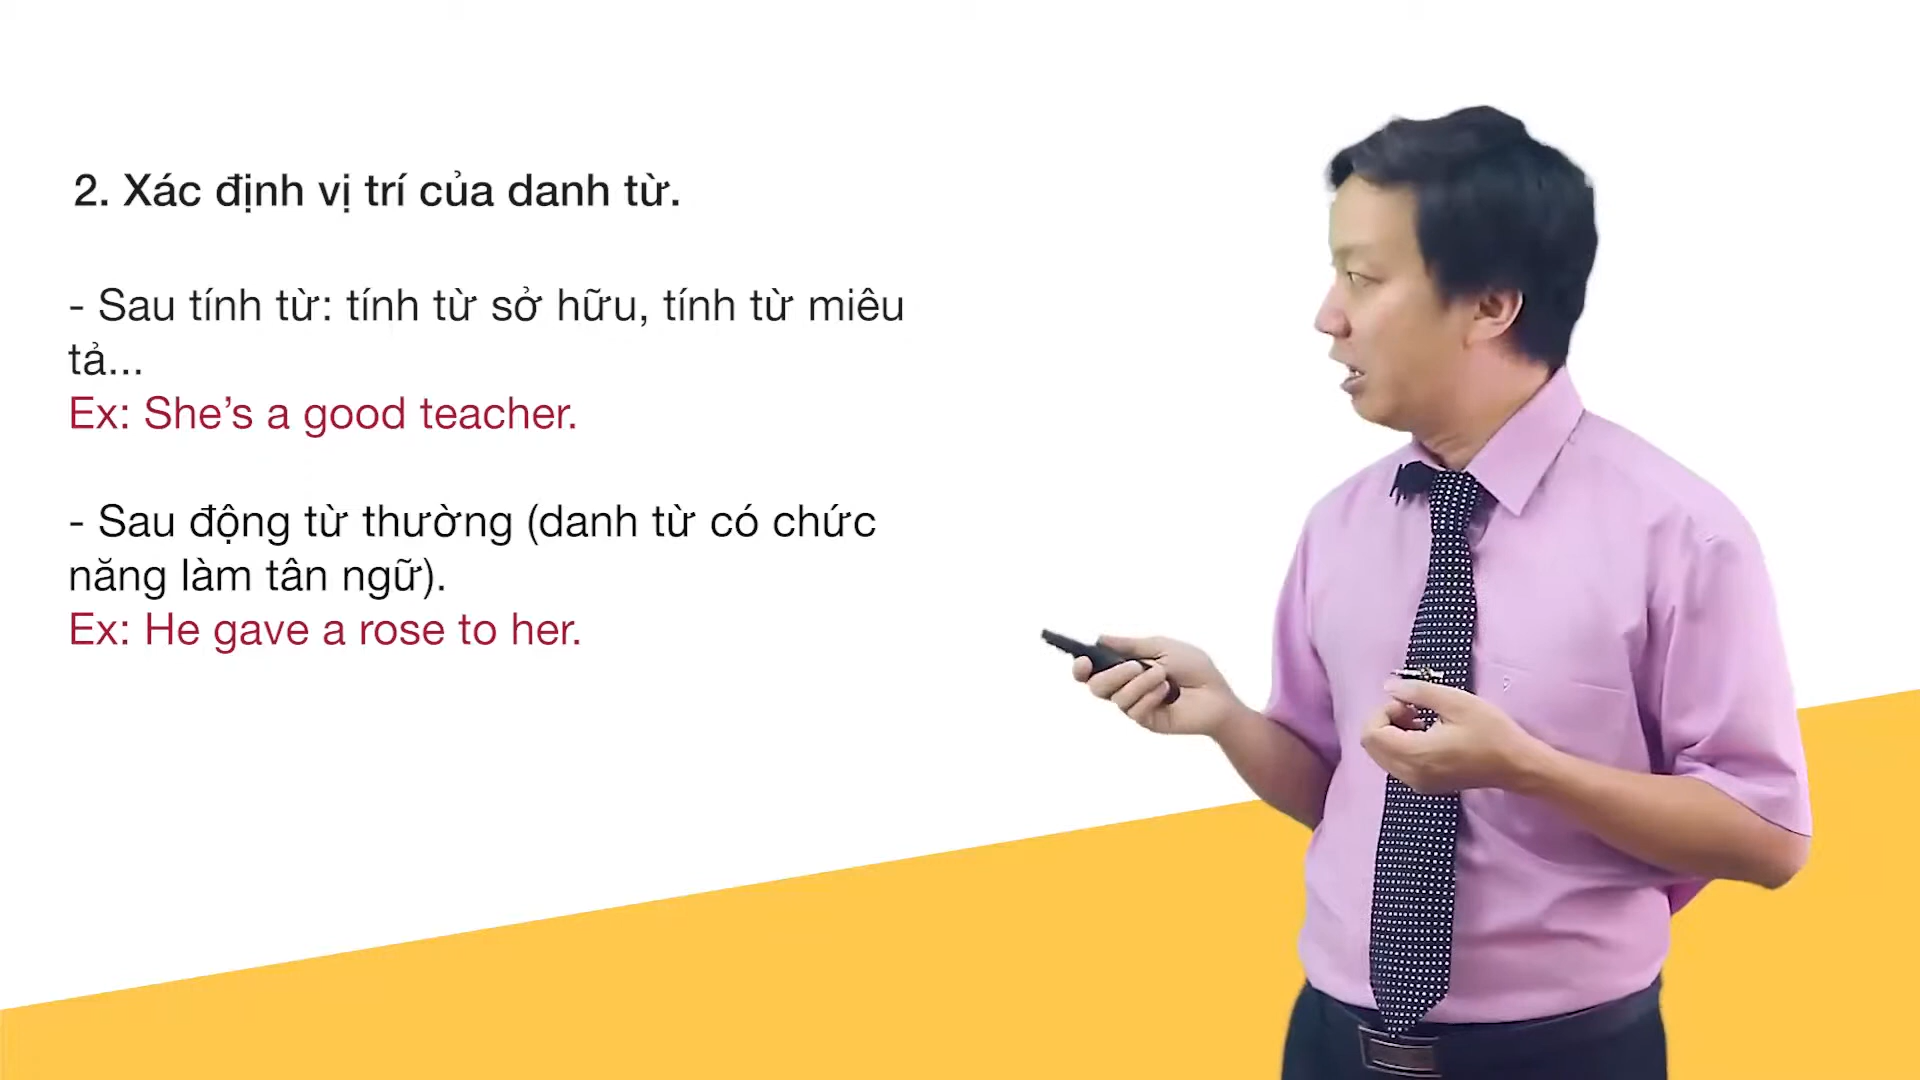 2. Xác định vị trí của danh từ.
- Sau tính từ: tính từ sở hữu, tính từ miêu
tả...
Ex: She’s a good teacher.
- Sau động từ thường (danh từ có chức
năng làm tân ngữ).
Ex: He gave a rose to her.